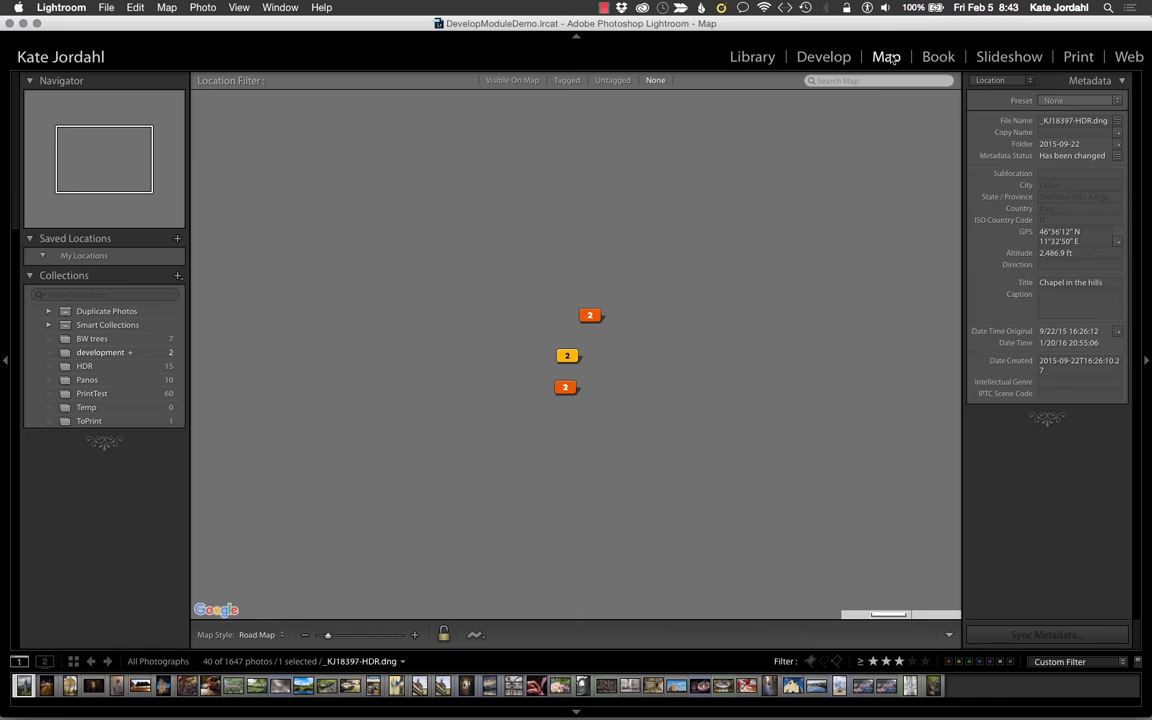 Lightroom File Edit Map Photo View Window Help 100% Fri Feb 5 8:43 Kate Jordahl
DevelopModuleDemo.lrcat - Adobe Photoshop Lightroom - Map
Kate Jordahl
Library | Develop | Map | Book | Slideshow | Print | Web
Navigator
Location Filter : Visible On Map Tagged Untagged None Search Map
Location Metadata
Preset None
File Name _KJ18397-HDR.dng
Copy Name
Folder 2015-09-22
Metadata Status Has been changed
Sublocation
City
State / Province
Country Italy
ISO Country Code IT
GPS 46°36'12" N
11°32'50" E
Altitude 2,486.9 ft
Direction
Title Chapel in the hills
Caption
Date Time Original 9/22/15 16:26:12
Date Time 1/20/16 20:55:06
Date Created 2015-09-22T16:26:10.2
7
Intellectual Genre
IPTC Scene Code
Saved Locations
My Locations
Collections
Filter Collections
Duplicate Photos
Smart Collections
BW trees 7
development + 2
HDR 15
Panos 10
PrintTest 60
Temp 0
ToPrint 1
2
2
2
Google
Map Style: Road Map
Sync Metadata...
1 2 All Photographs 40 of 1647 photos / 1 selected / _KJ18397-HDR.dng Filter : ≥ ★★★ Custom Filter